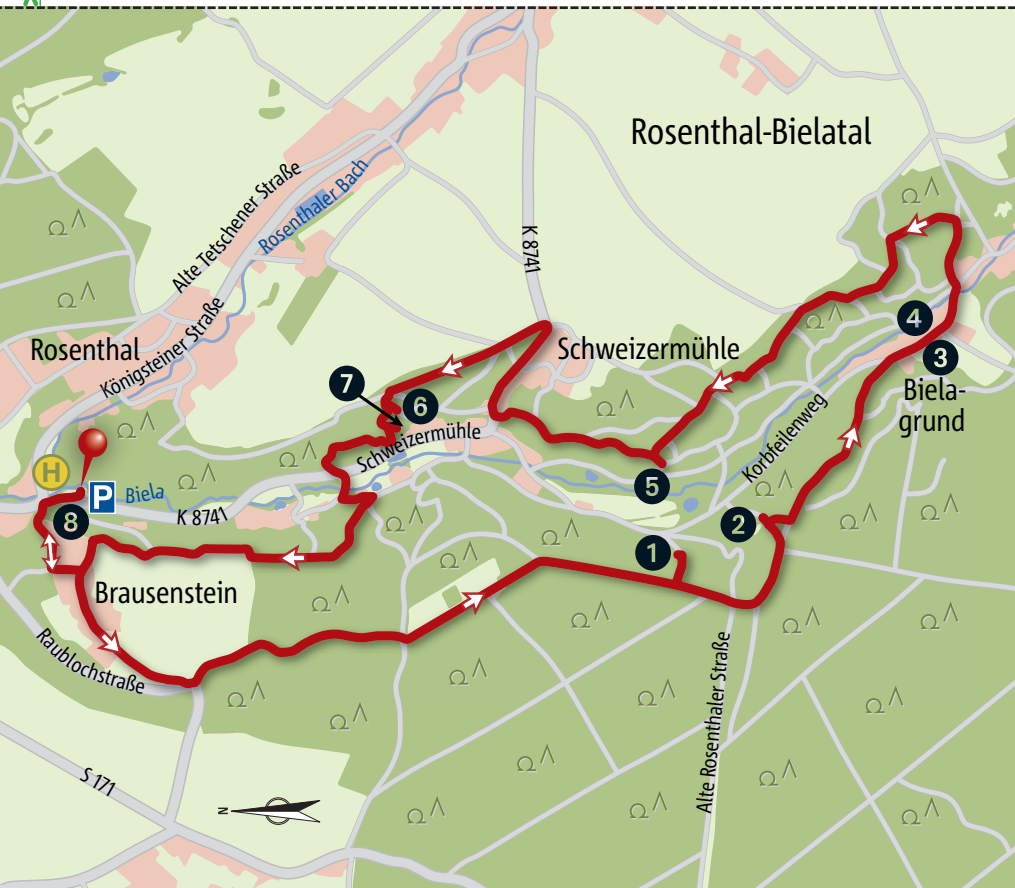 Rosenthal-Bielatal
Alte Tetschener Straße
Rosenthaler Bach
K 8741
Königsteiner Straße
Rosenthal
Schweizermühle
4
3
Biela-
grund
7
6
Schweizermühle
Korbfeilenweg
H
P
Biela
K 8741
5
8
2
1
Brausenstein
Raublochstraße
Alte Rosenthaler Straße
S 171
N